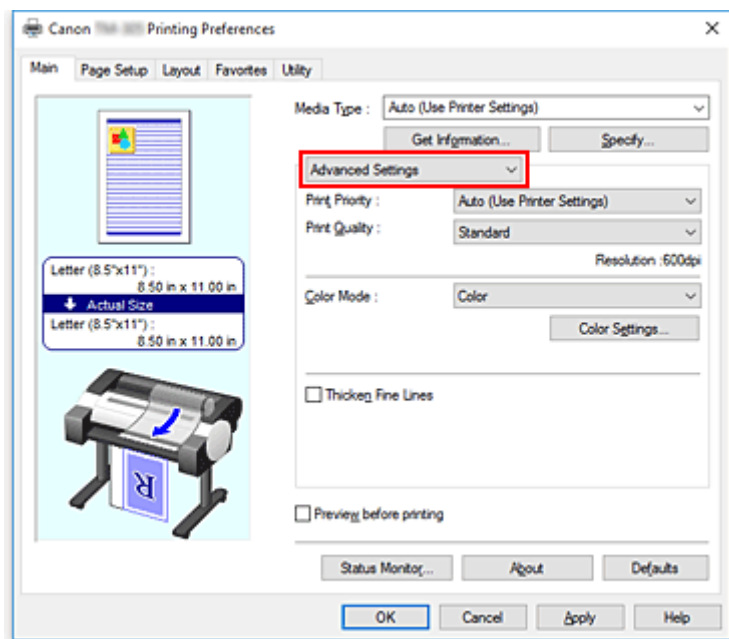 Canon Printing Preferences
Main Page Setup Layout Favorites Utility
Media Type : Auto (Use Printer Settings)
Get Information... Specify...
Advanced Settings
Print Priority : Auto (Use Printer Settings)
Print Quality : Standard
Resolution :600dpi
Color Mode : Color
Color Settings...
Thicken Fine Lines
Letter (8.5"x11") :
8.50 in x 11.00 in
Actual Size
Letter (8.5"x11") :
8.50 in x 11.00 in
R
Preview before printing
Status Monitor... About Defaults
OK Cancel Apply Help